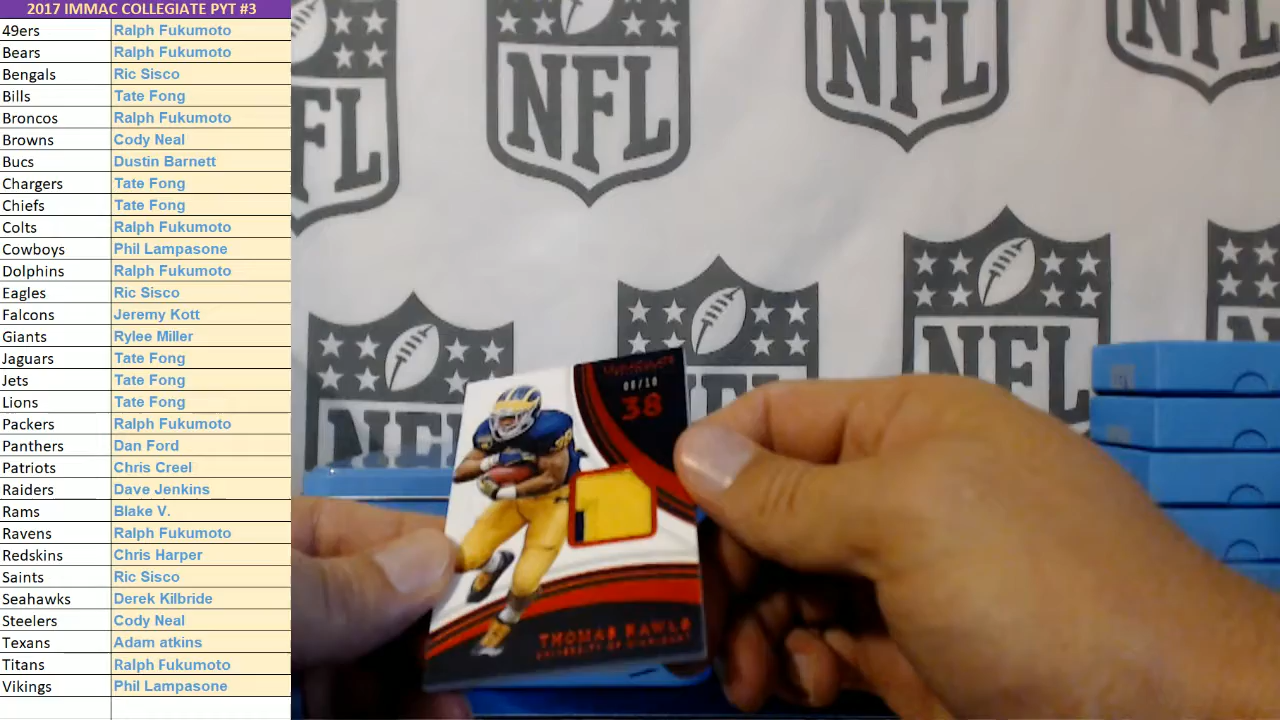 2017 IMMAC COLLEGIATE PYT #3
49ers Ralph Fukumoto
Bears Ralph Fukumoto
Bengals Ric Sisco
Bills Tate Fong
Broncos Ralph Fukumoto
Browns Cody Neal
Bucs Dustin Barnett
Chargers Tate Fong
Chiefs Tate Fong
Colts Ralph Fukumoto
Cowboys Phil Lampasone
Dolphins Ralph Fukumoto
Eagles Ric Sisco
Falcons Jeremy Kott
Giants Rylee Miller
Jaguars Tate Fong
Jets Tate Fong
Lions Tate Fong
Packers Ralph Fukumoto
Panthers Dan Ford
Patriots Chris Creel
Raiders Dave Jenkins
Rams Blake V.
Ravens Ralph Fukumoto
Redskins Chris Harper
Saints Ric Sisco
Seahawks Derek Kilbride
Steelers Cody Neal
Texans Adam atkins
Titans Ralph Fukumoto
Vikings Phil Lampasone
NFL
NFL
NFL
NFL
38
THOMAS RAWLS
UNIVERSITY OF